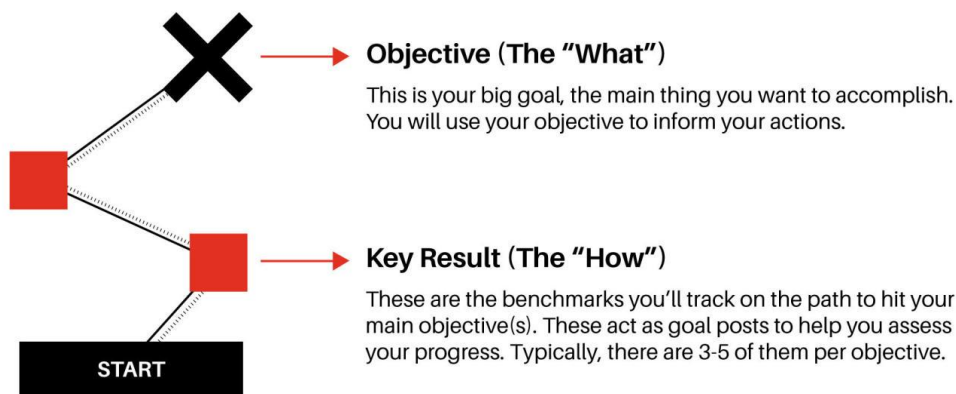 Objective (The “What”)
This is your big goal, the main thing you want to accomplish.
You will use your objective to inform your actions.
Key Result (The “How”)
These are the benchmarks you’ll track on the path to hit your
main objective(s). These act as goal posts to help you assess
your progress. Typically, there are 3-5 of them per objective.
START